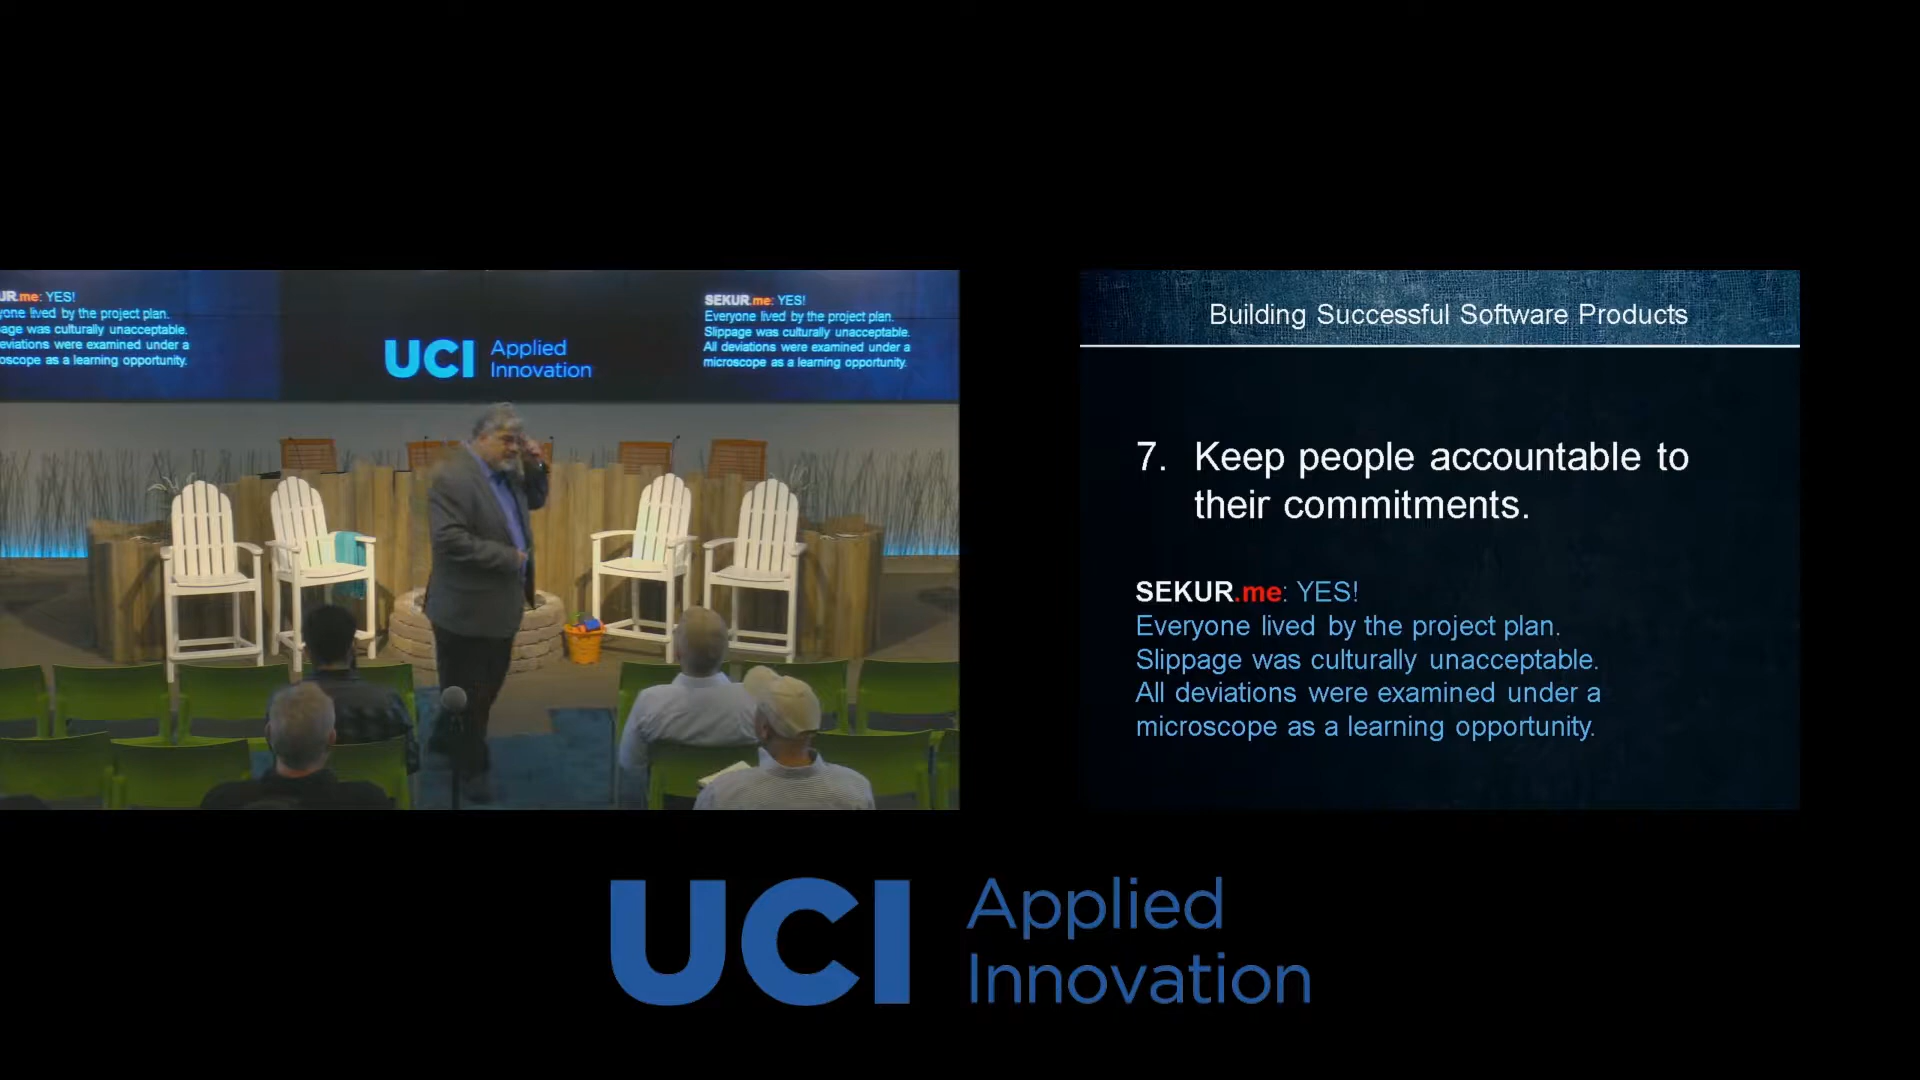 UR.me: YES!
yone lived by the project plan.
page was culturally unacceptable.
eviations were examined under a
oscope as a learning opportunity.
UCI Applied
Innovation
SEKUR.me: YES!
Everyone lived by the project plan.
Slippage was culturally unacceptable.
All deviations were examined under a
microscope as a learning opportunity.
Building Successful Software Products
7. Keep people accountable to
their commitments.
SEKUR.me: YES!
Everyone lived by the project plan.
Slippage was culturally unacceptable.
All deviations were examined under a
microscope as a learning opportunity.
UCI Applied
Innovation